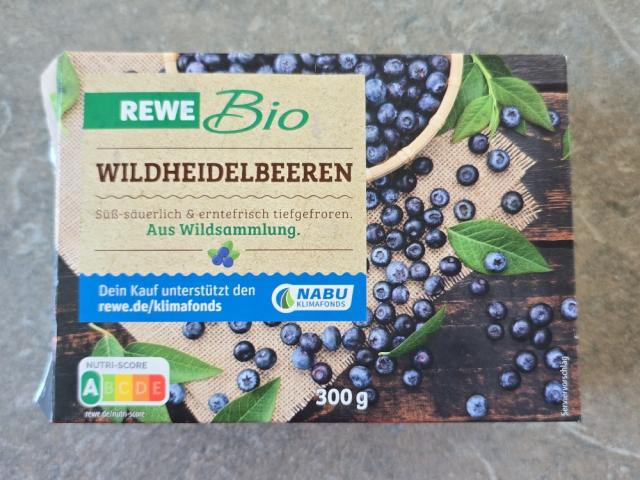 REWE Bio
WILDHEIDELBEEREN
Süß-säuerlich & erntefrisch tiefgefroren.
Aus Wildsammlung.
Dein Kauf unterstützt den
rewe.de/klimafonds
NABU
KLIMAFONDS
NUTRI-SCORE
ABCDE
rewe.de/nutri-score
300 g
Serviervorschlag